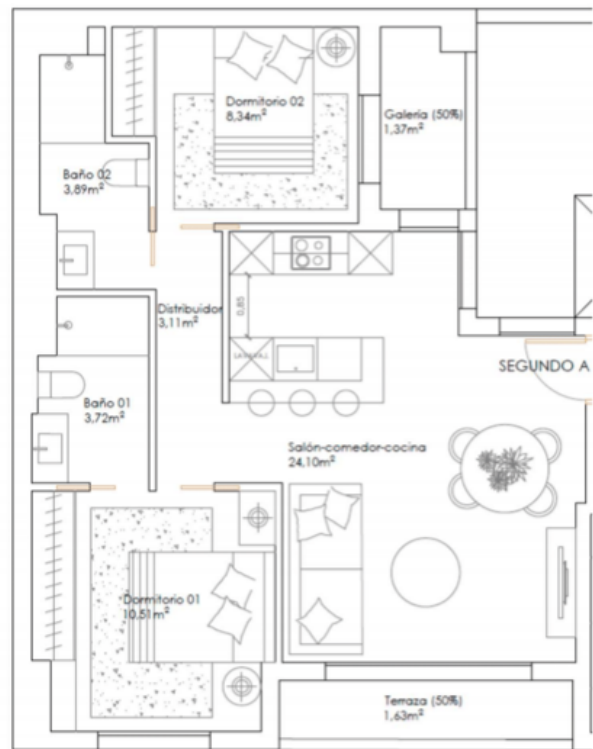 Dormitorio 02
8,34m²
Galería (50%)
1,37m²
Baño 02
3,89m²
Distribuidor
3,11m²
0,85
SEGUNDO A
Baño 01
3,72m²
Salón-comedor-cocina
24,10m²
Dormitorio 01
10,51m²
Terraza (50%)
1,63m²